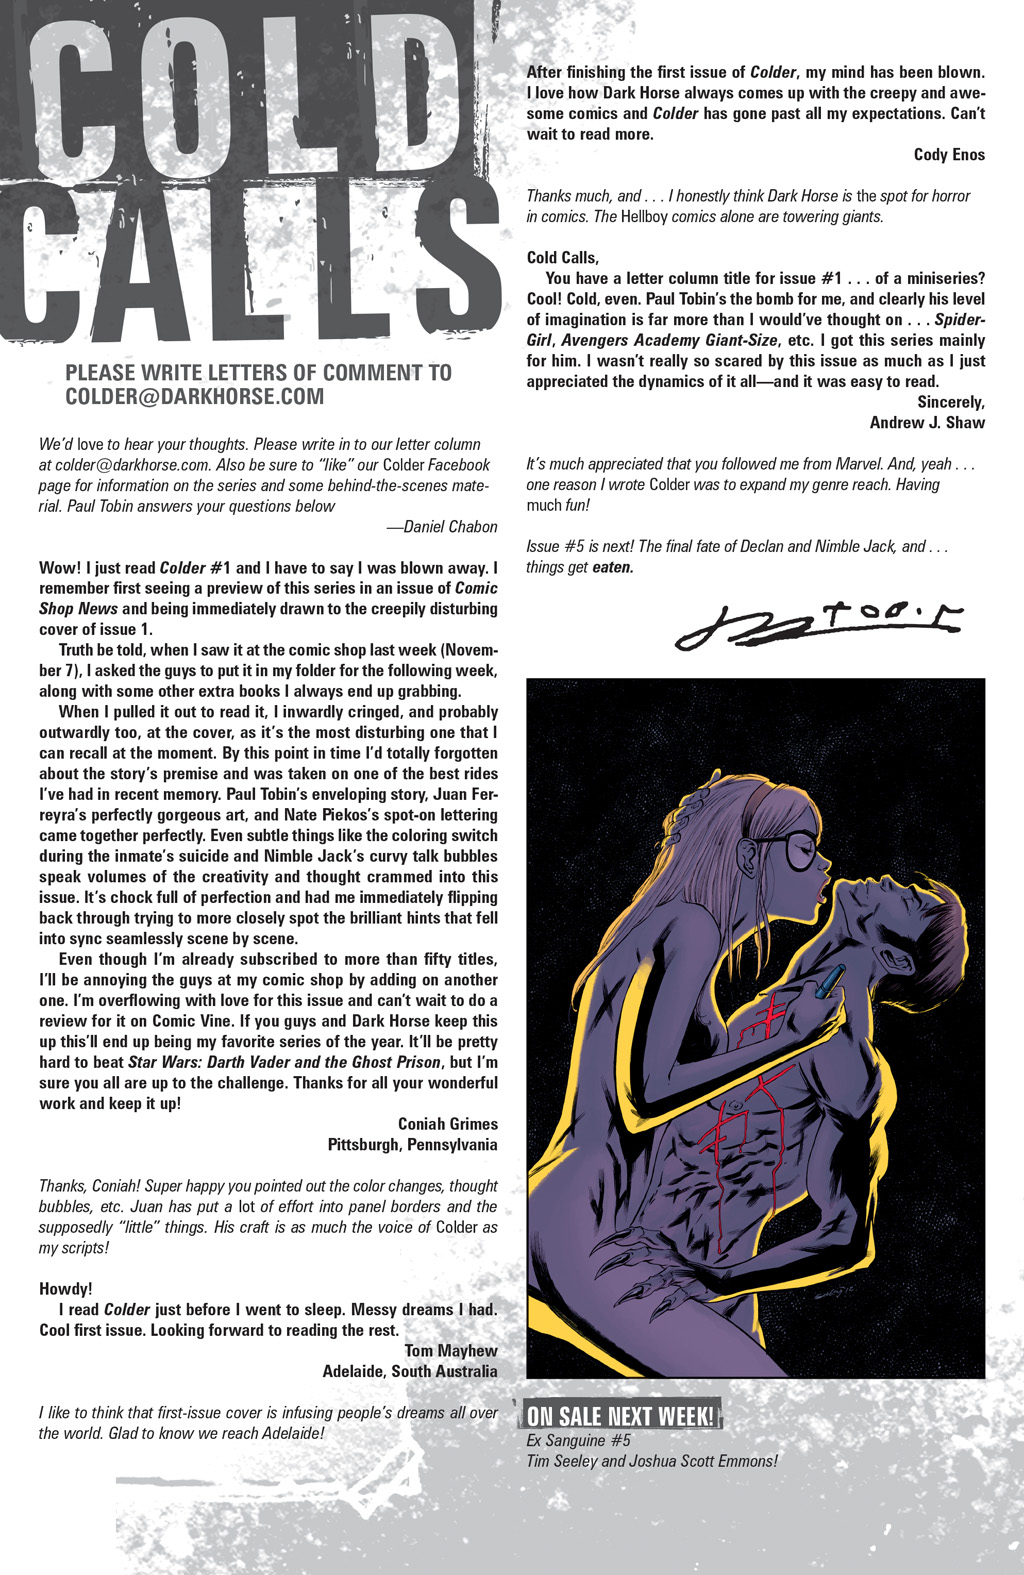 COLD
CALLS
PLEASE WRITE LETTERS OF COMMENT TO
COLDER@DARKHORSE.COM
We'd love to hear your thoughts. Please write in to our letter column
at colder@darkhorse.com. Also be sure to “like” our Colder Facebook
page for information on the series and some behind-the-scenes mate-
rial. Paul Tobin answers your questions below
—Daniel Chabon
Wow! I just read Colder #1 and I have to say I was blown away. I
remember first seeing a preview of this series in an issue of Comic
Shop News and being immediately drawn to the creepily disturbing
cover of issue 1.
Truth be told, when I saw it at the comic shop last week (Novem-
ber 7), I asked the guys to put it in my folder for the following week,
along with some other extra books I always end up grabbing.
When I pulled it out to read it, I inwardly cringed, and probably
outwardly too, at the cover, as it's the most disturbing one that I
can recall at the moment. By this point in time I'd totally forgotten
about the story's premise and was taken on one of the best rides
I've had in recent memory. Paul Tobin's enveloping story, Juan Fer-
reyra's perfectly gorgeous art, and Nate Piekos's spot-on lettering
came together perfectly. Even subtle things like the coloring switch
during the inmate's suicide and Nimble Jack's curvy talk bubbles
speak volumes of the creativity and thought crammed into this
issue. It's chock full of perfection and had me immediately flipping
back through trying to more closely spot the brilliant hints that fell
into sync seamlessly scene by scene.
Even though I'm already subscribed to more than fifty titles,
I'll be annoying the guys at my comic shop by adding on another
one. I'm overflowing with love for this issue and can't wait to do a
review for it on Comic Vine. If you guys and Dark Horse keep this
up this'll end up being my favorite series of the year. It'll be pretty
hard to beat Star Wars: Darth Vader and the Ghost Prison, but I'm
sure you all are up to the challenge. Thanks for all your wonderful
work and keep it up!
Coniah Grimes
Pittsburgh, Pennsylvania
Thanks, Coniah! Super happy you pointed out the color changes, thought
bubbles, etc. Juan has put a lot of effort into panel borders and the
supposedly “little” things. His craft is as much the voice of Colder as
my scripts!
Howdy!
I read Colder just before I went to sleep. Messy dreams I had.
Cool first issue. Looking forward to reading the rest.
Tom Mayhew
Adelaide, South Australia
I like to think that first-issue cover is infusing people's dreams all over
the world. Glad to know we reach Adelaide!
After finishing the first issue of Colder, my mind has been blown.
I love how Dark Horse always comes up with the creepy and awe-
some comics and Colder has gone past all my expectations. Can't
wait to read more.
Cody Enos
Thanks much, and . . . I honestly think Dark Horse is the spot for horror
in comics. The Hellboy comics alone are towering giants.
Cold Calls,
You have a letter column title for issue #1 . . . of a miniseries?
Cool! Cold, even. Paul Tobin's the bomb for me, and clearly his level
of imagination is far more than I would've thought on . . . Spider-
Girl, Avengers Academy Giant-Size, etc. I got this series mainly
for him. I wasn't really so scared by this issue as much as I just
appreciated the dynamics of it all—and it was easy to read.
Sincerely,
Andrew J. Shaw
It's much appreciated that you followed me from Marvel. And, yeah . . .
one reason I wrote Colder was to expand my genre reach. Having
much fun!
Issue #5 is next! The final fate of Declan and Nimble Jack, and . . .
things get eaten.
TOBIN
ON SALE NEXT WEEK!
Ex Sanguine #5
Tim Seeley and Joshua Scott Emmons!